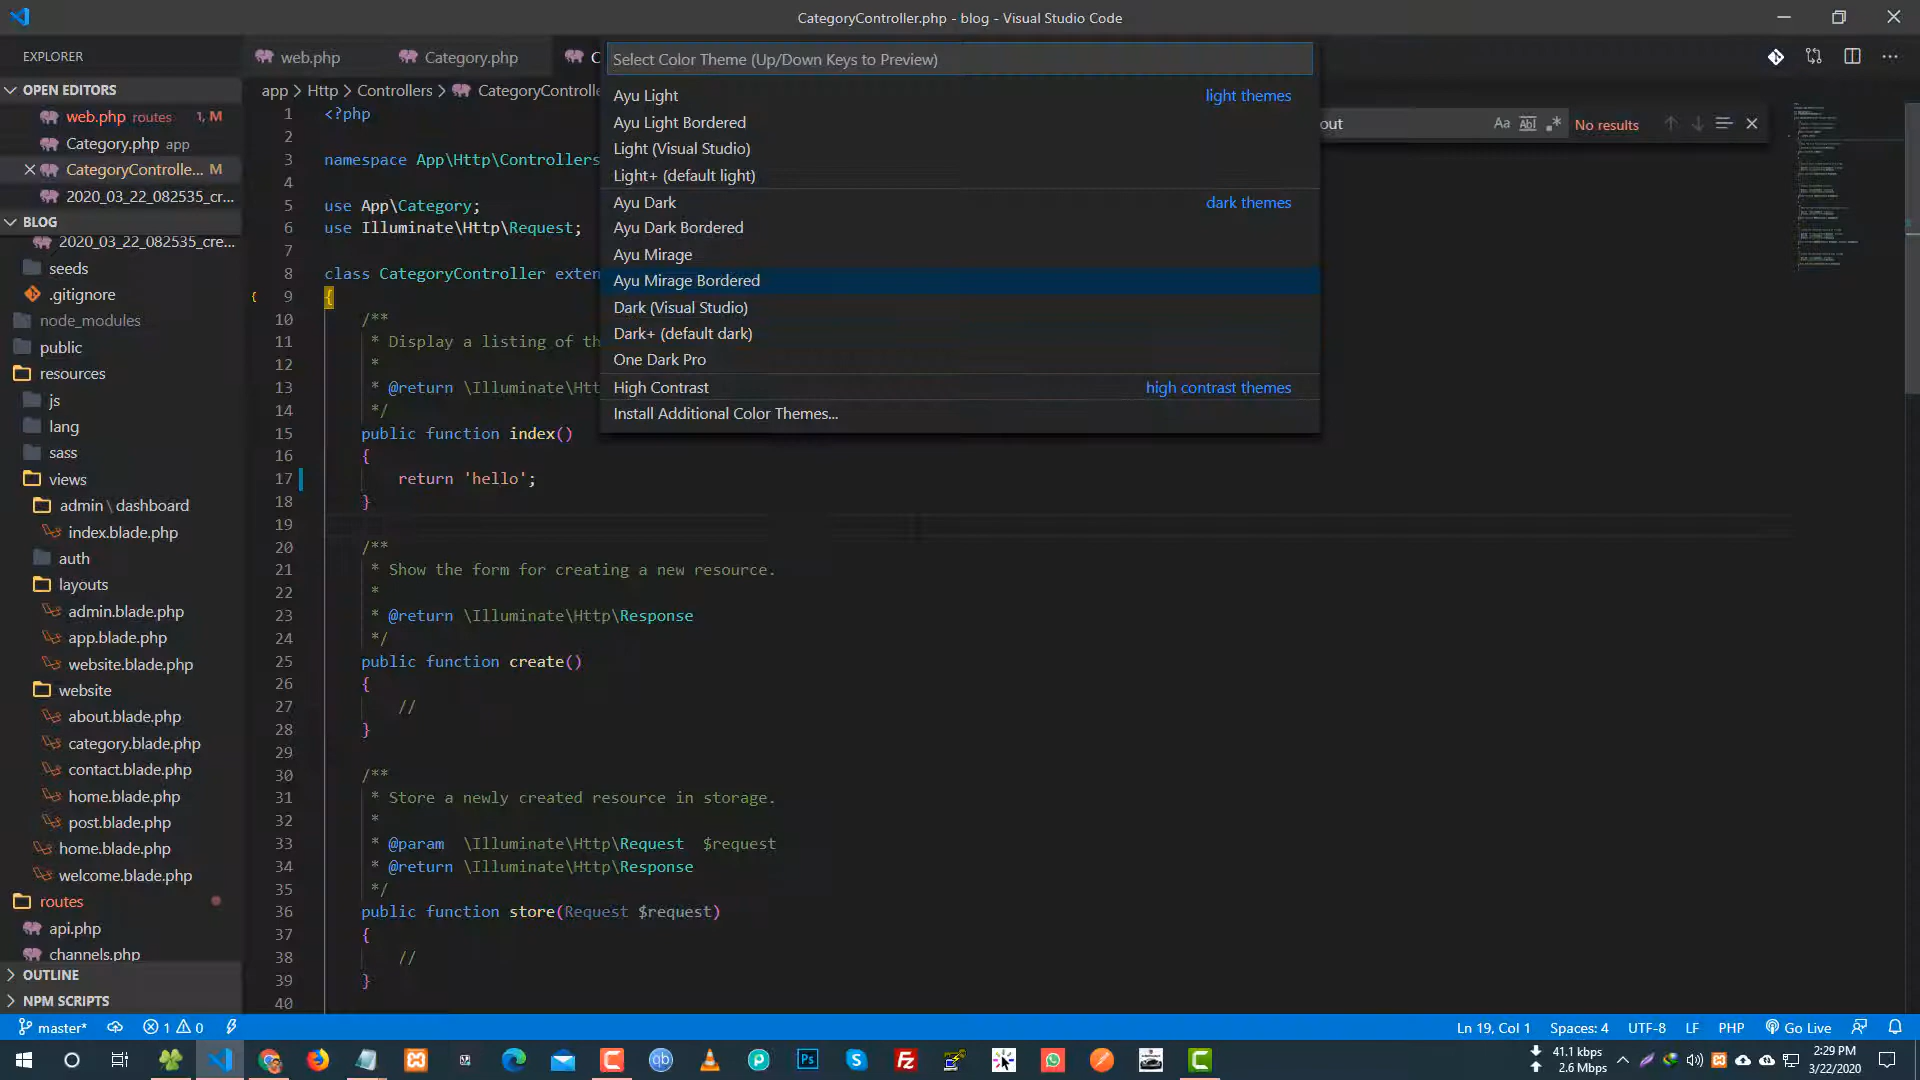 CategoryController.php - blog - Visual Studio Code
EXPLORER
web.php
Category.php
C
Select Color Theme (Up/Down Keys to Preview)
OPEN EDITORS
web.php routes 1, M
Category.php app
CategoryControlle... M
2020_03_22_082535_cr...
BLOG
2020_03_22_082535_cre...
seeds
.gitignore
node_modules
public
resources
js
lang
sass
views
admin \ dashboard
index.blade.php
auth
layouts
admin.blade.php
app.blade.php
website.blade.php
website
about.blade.php
category.blade.php
contact.blade.php
home.blade.php
post.blade.php
home.blade.php
welcome.blade.php
routes
api.php
channels.php
OUTLINE
NPM SCRIPTS
app > Http > Controllers > CategoryControlle
Ayu Light light themes
Ayu Light Bordered
Light (Visual Studio)
Light+ (default light)
Ayu Dark dark themes
Ayu Dark Bordered
Ayu Mirage
Ayu Mirage Bordered
Dark (Visual Studio)
Dark+ (default dark)
One Dark Pro
High Contrast high contrast themes
Install Additional Color Themes...
out Aa Abl .* No results
1 <?php
2
3 namespace App\Http\Controllers
4
5 use App\Category;
6 use Illuminate\Http\Request;
7
8 class CategoryController exten
{ 9 {
10 /**
11 * Display a listing of th
12 *
13 * @return \Illuminate\Htt
14 */
15 public function index()
16 {
17 return 'hello';
18 }
19
20 /**
21 * Show the form for creating a new resource.
22 *
23 * @return \Illuminate\Http\Response
24 */
25 public function create()
26 {
27 //
28 }
29
30 /**
31 * Store a newly created resource in storage.
32 *
33 * @param  \Illuminate\Http\Request  $request
34 * @return \Illuminate\Http\Response
35 */
36 public function store(Request $request)
37 {
38 //
39 }
40
master* 1 0
Ln 19, Col 1 Spaces: 4 UTF-8 LF PHP Go Live
41.1 kbps
2.6 Mbps
2:29 PM
3/22/2020